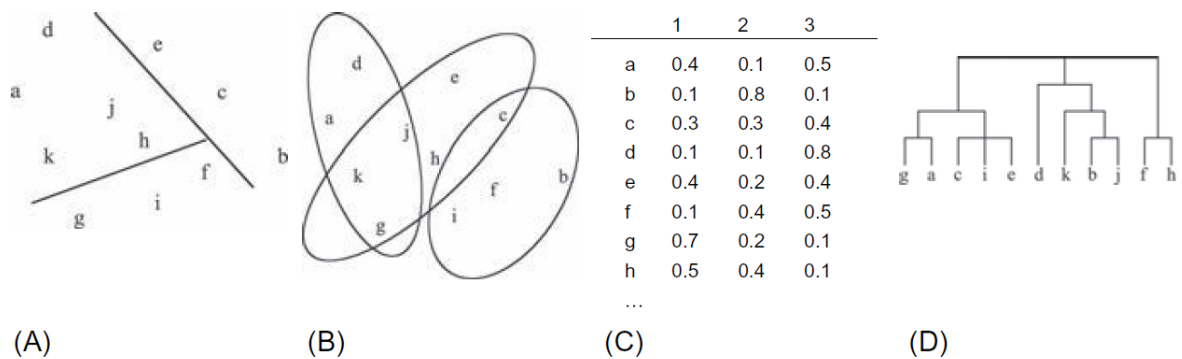 d
e
a
c
j
h
k
b
f
i
g
(A)
d
e
a
c
j
h
k
b
f
i
g
(B)
1 2 3
a 0.4 0.1 0.5
b 0.1 0.8 0.1
c 0.3 0.3 0.4
d 0.1 0.1 0.8
e 0.4 0.2 0.4
f 0.1 0.4 0.5
g 0.7 0.2 0.1
h 0.5 0.4 0.1
...
(C)
g a c i e d k b j f h
(D)